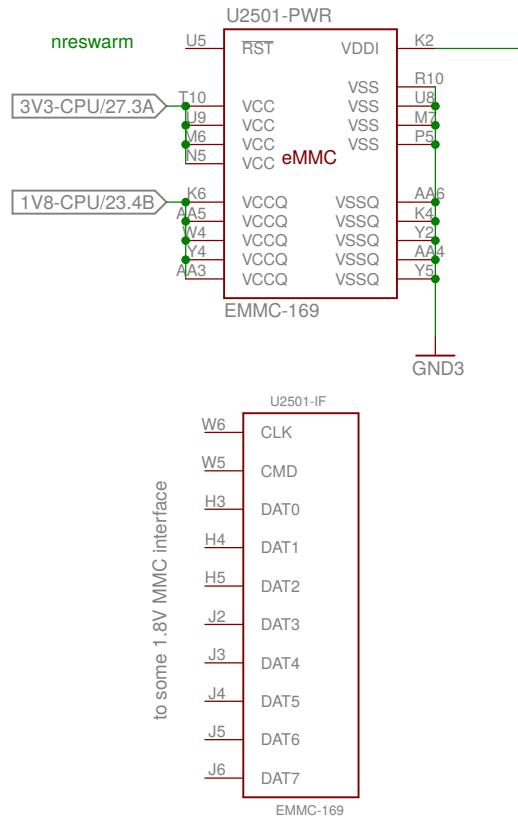 U2501-PWR
nreswarm
U5 RST VDDI K2
VSS R10
3V3-CPU/27.3A T10 VCC VSS U8
U9 VCC VSS M7
M6 VCC VSS P5
N5 VCC eMMC
1V8-CPU/23.4B K6 VCCQ VSSQ AA6
AA5 VCCQ VSSQ K4
W4 VCCQ VSSQ Y2
Y4 VCCQ VSSQ AA4
AA3 VCCQ VSSQ Y5
EMMC-169
GND3
U2501-IF
W6 CLK
W5 CMD
H3 DAT0
H4 DAT1
H5 DAT2
J2 DAT3
J3 DAT4
J4 DAT5
J5 DAT6
J6 DAT7
to some 1.8V MMC interface
EMMC-169